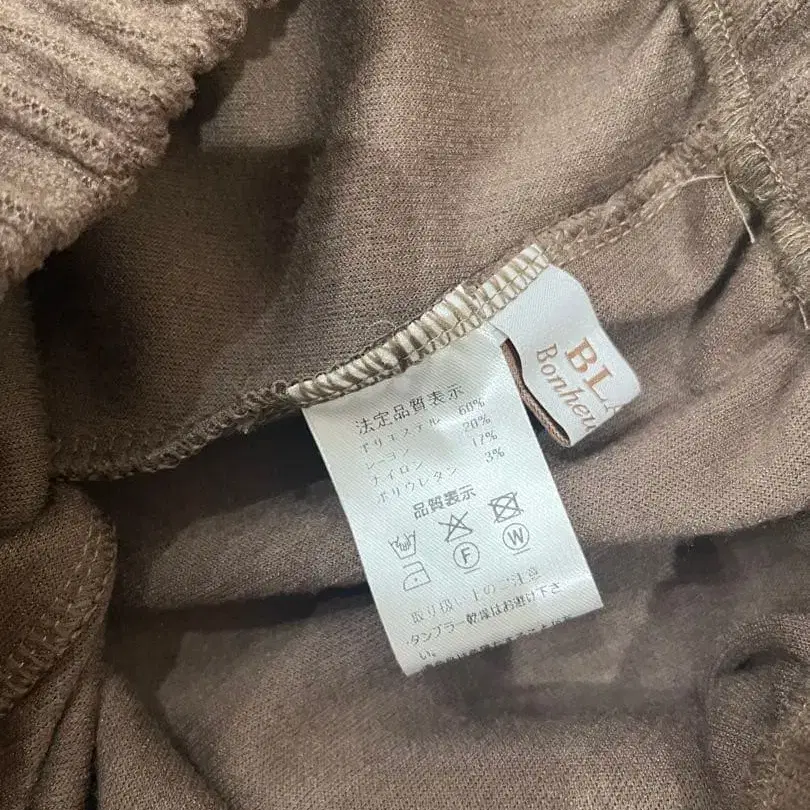 法定品質表示
ポリエステル 60%
レーヨン 20%
ナイロン 17%
ポリウレタン 3%
品質表示
F W
取り扱い上のご注意
タンブラー乾燥はお避け下さ
い。
BLA
Bonheu